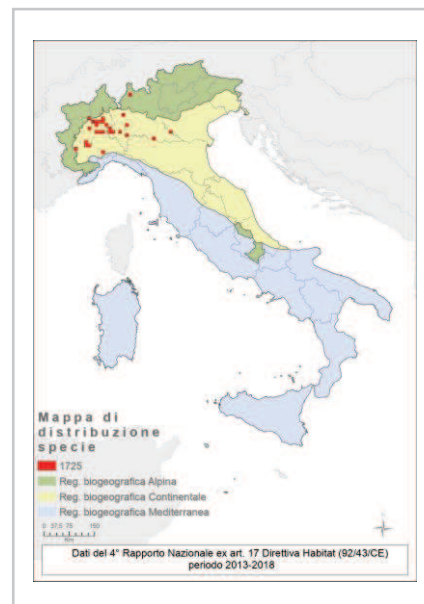 Mappa di
distribuzione
specie
1725
Reg. biogeografica Alpina
Reg. biogeografica Continentale
Reg. biogeografica Mediterranea
0 37,5 75 150
Km
Dati del 4° Rapporto Nazionale ex art. 17 Direttiva Habitat (92/43/CE)
periodo 2013-2018